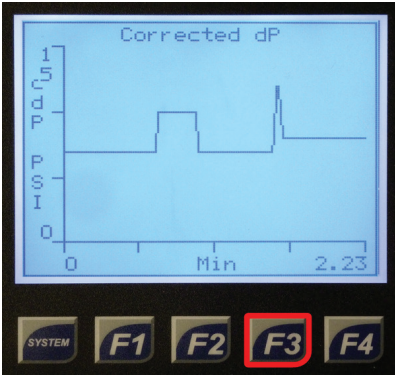 Corrected dP
15
cdP PSI
0
0 Min 2.23
SYSTEM F1 F2 F3 F4